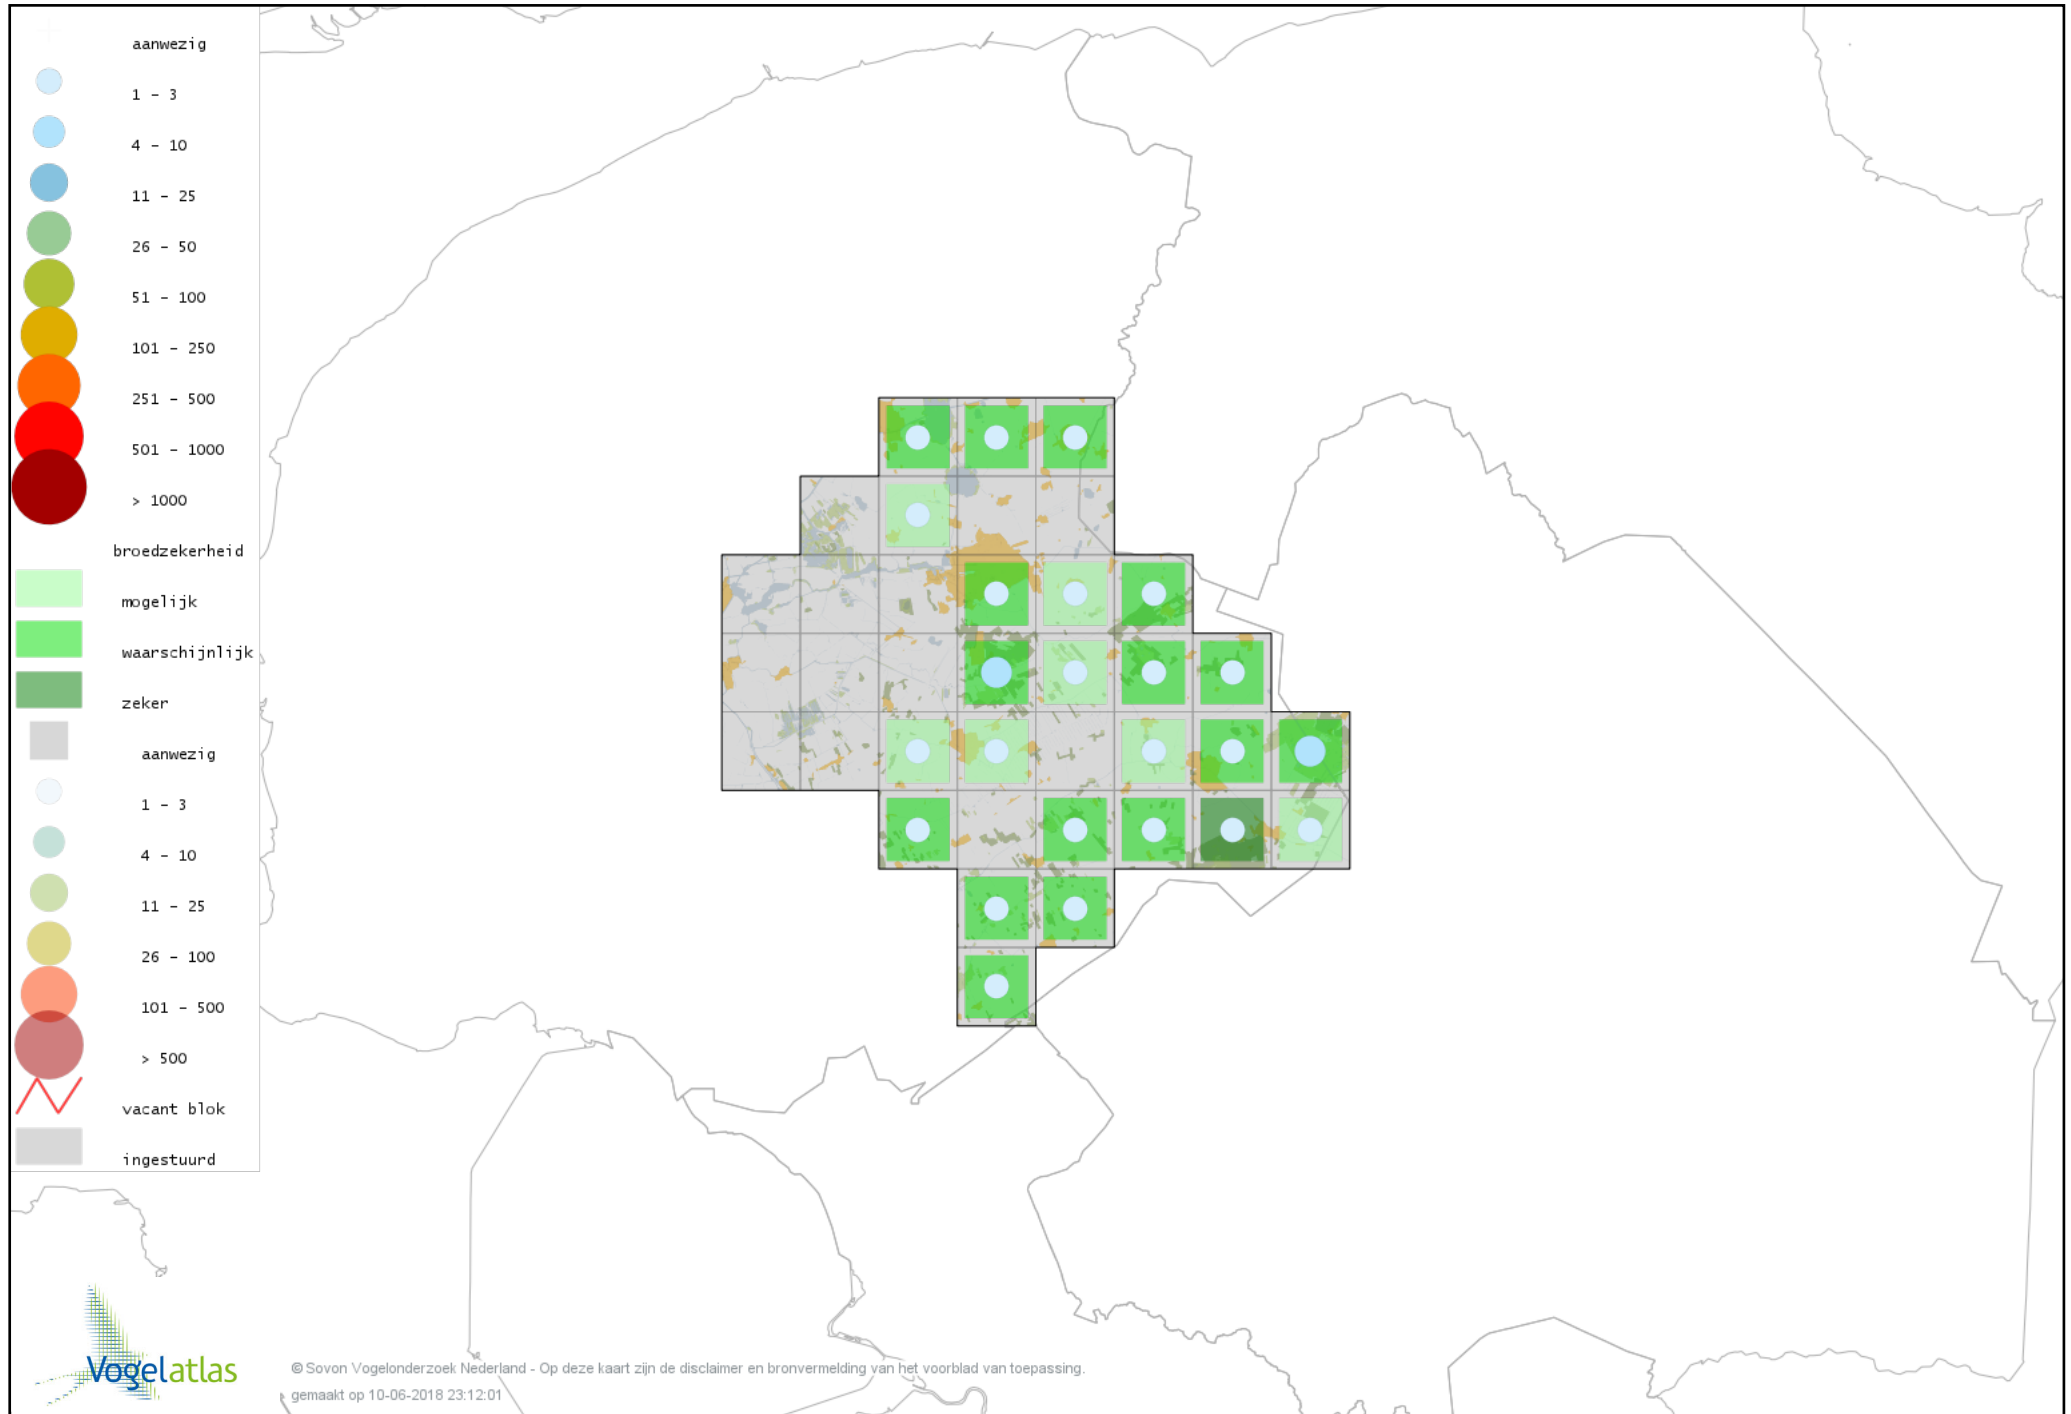 aanwezig
1 - 3
4 - 10
11 - 25
26 - 50
51 - 100
101 - 250
251 - 500
501 - 1000
> 1000
broedzekerheid
mogelijk
waarschijnlijk
zeker
aanwezig
1 - 3
4 - 10
11 - 25
26 - 100
101 - 500
> 500
vacant blok
ingestuurd
Vogelatlas
© Sovon Vogelonderzoek Nederland - Op deze kaart zijn de disclaimer en bronvermelding van het voorblad van toepassing.
gemaakt op 10-06-2018 23:12:01